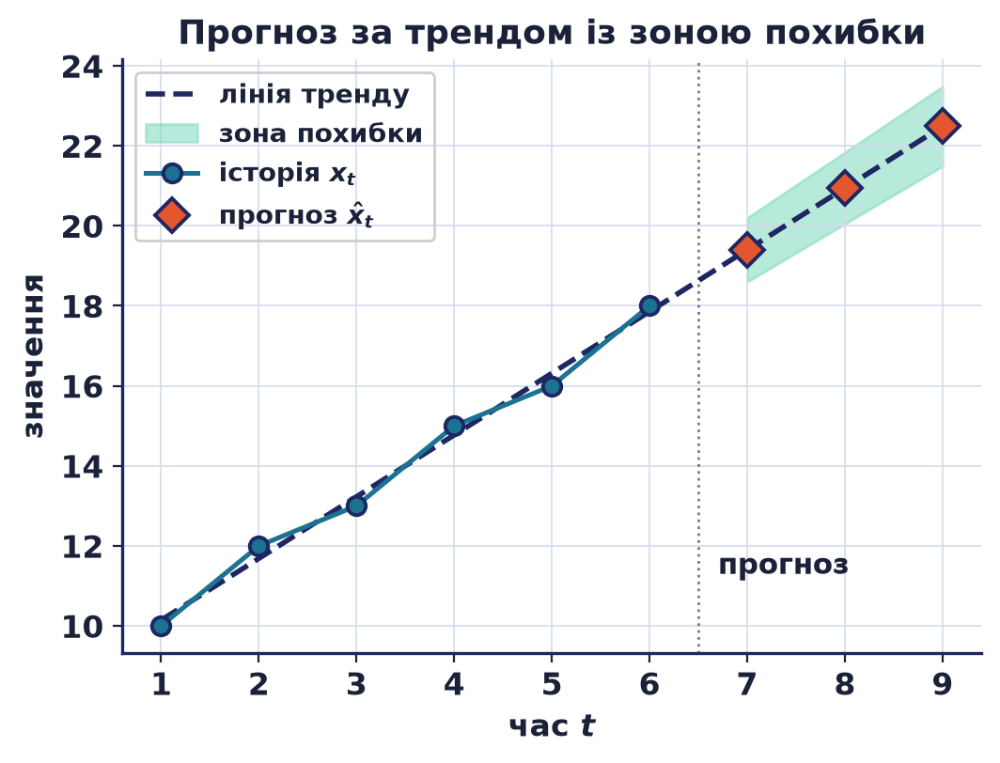 Прогноз за трендом із зоною похибки
лінія тренду
зона похибки
історія xₜ
прогноз x̂ₜ
значення
24
22
20
18
16
14
12
10
прогноз
1 2 3 4 5 6 7 8 9
час t